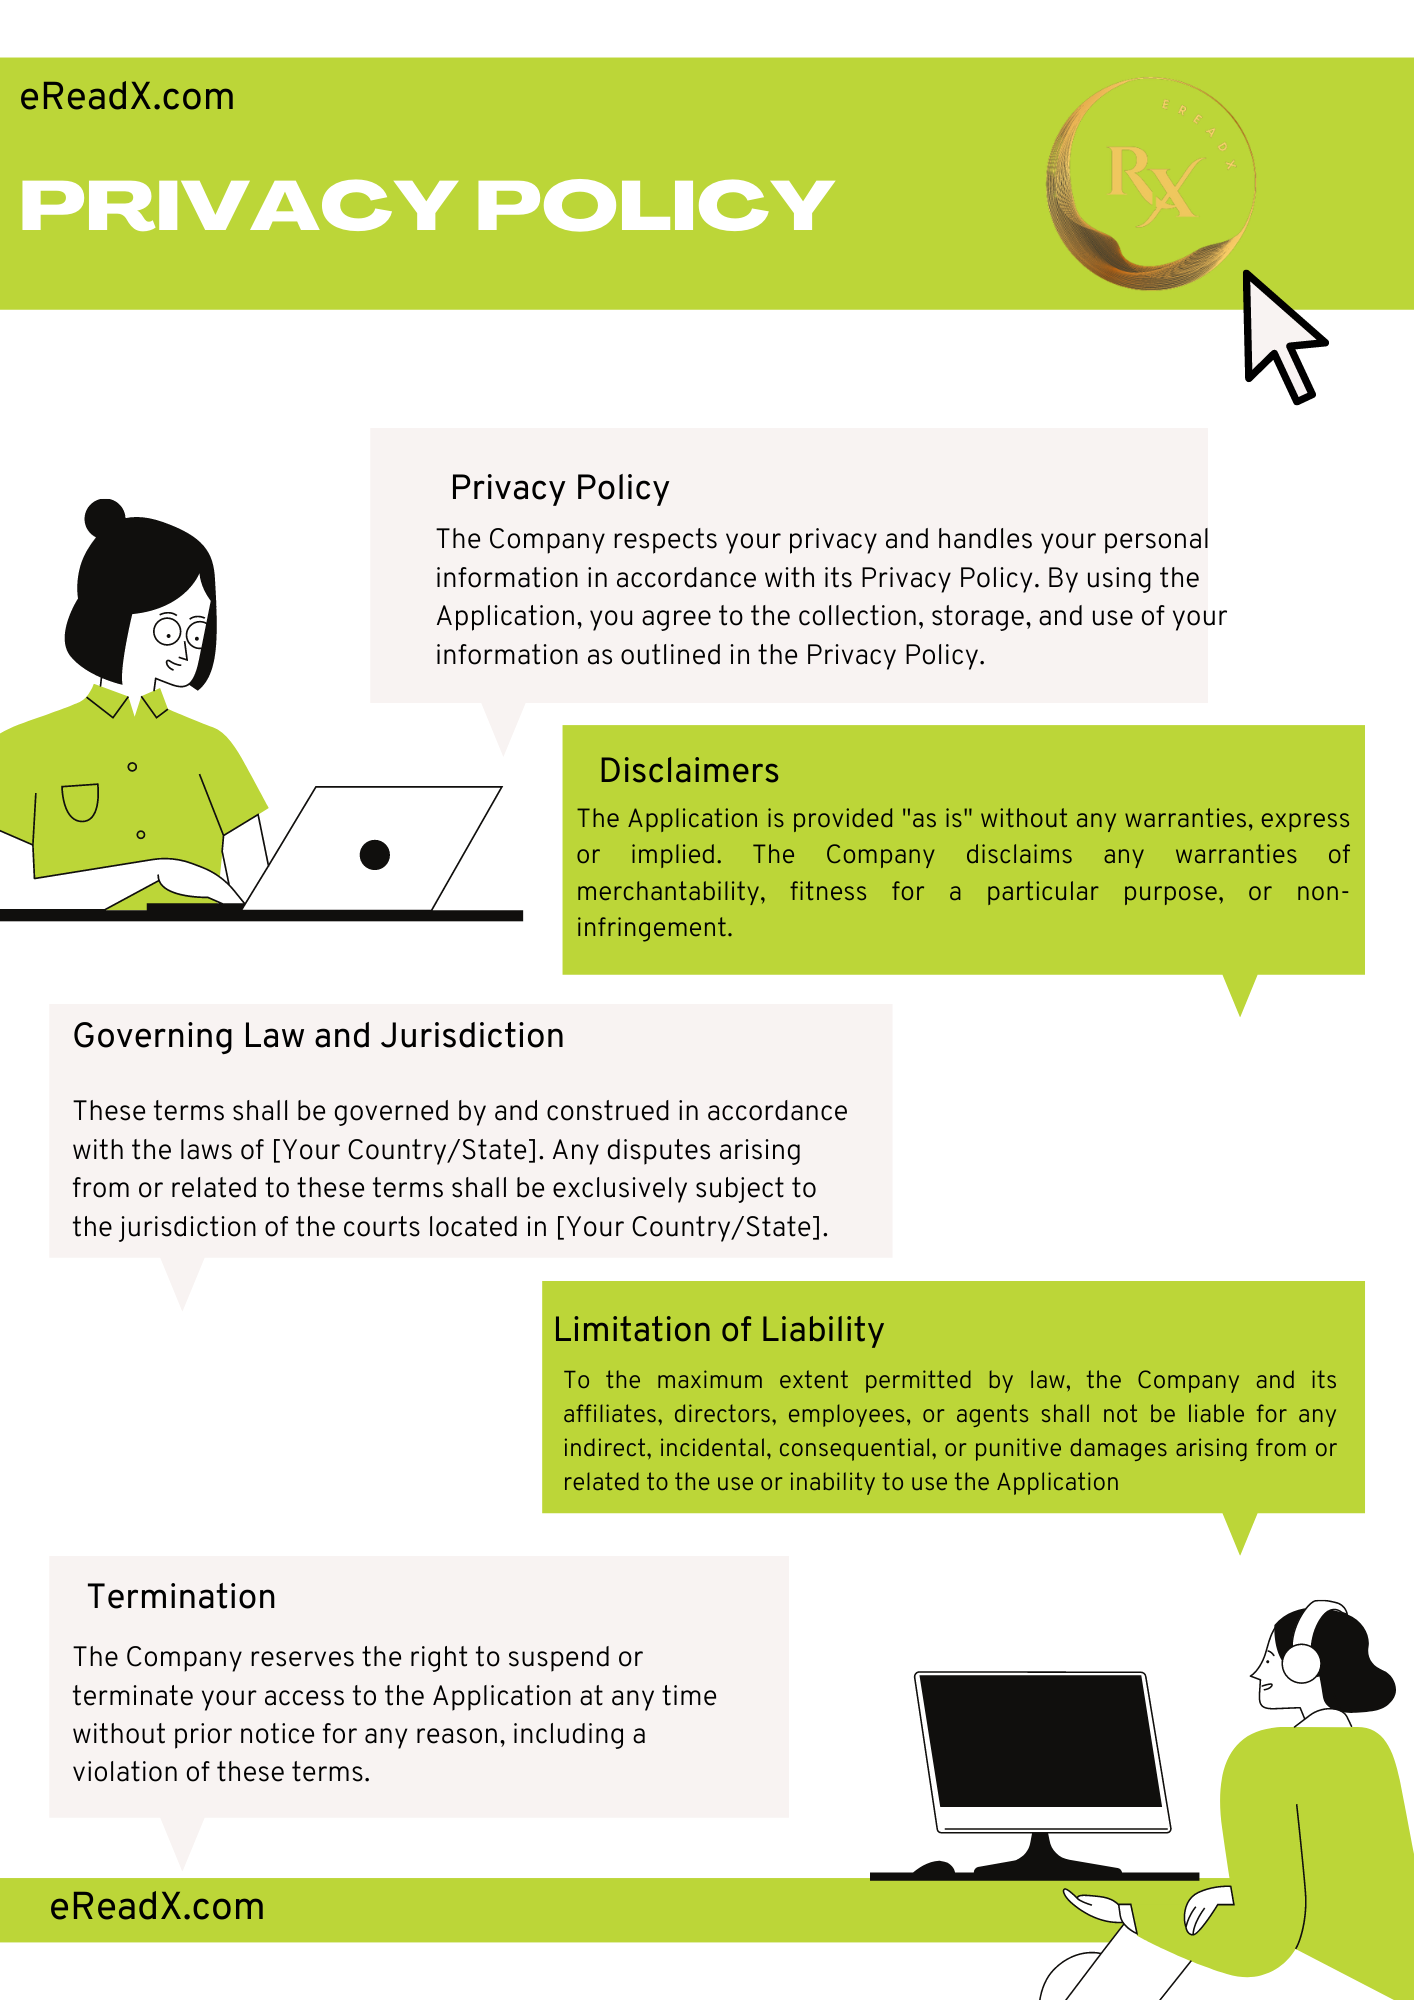 eReadX.com
EREADX
RX
PRIVACY POLICY
Privacy Policy
The Company respects your privacy and handles your personal
information in accordance with its Privacy Policy. By using the
Application, you agree to the collection, storage, and use of your
information as outlined in the Privacy Policy.
Disclaimers
The Application is provided "as is" without any warranties, express
or implied. The Company disclaims any warranties of
merchantability, fitness for a particular purpose, or non-
infringement.
Governing Law and Jurisdiction
These terms shall be governed by and construed in accordance
with the laws of [Your Country/State]. Any disputes arising
from or related to these terms shall be exclusively subject to
the jurisdiction of the courts located in [Your Country/State].
Limitation of Liability
To the maximum extent permitted by law, the Company and its
affiliates, directors, employees, or agents shall not be liable for any
indirect, incidental, consequential, or punitive damages arising from or
related to the use or inability to use the Application
Termination
The Company reserves the right to suspend or
terminate your access to the Application at any time
without prior notice for any reason, including a
violation of these terms.
eReadX.com